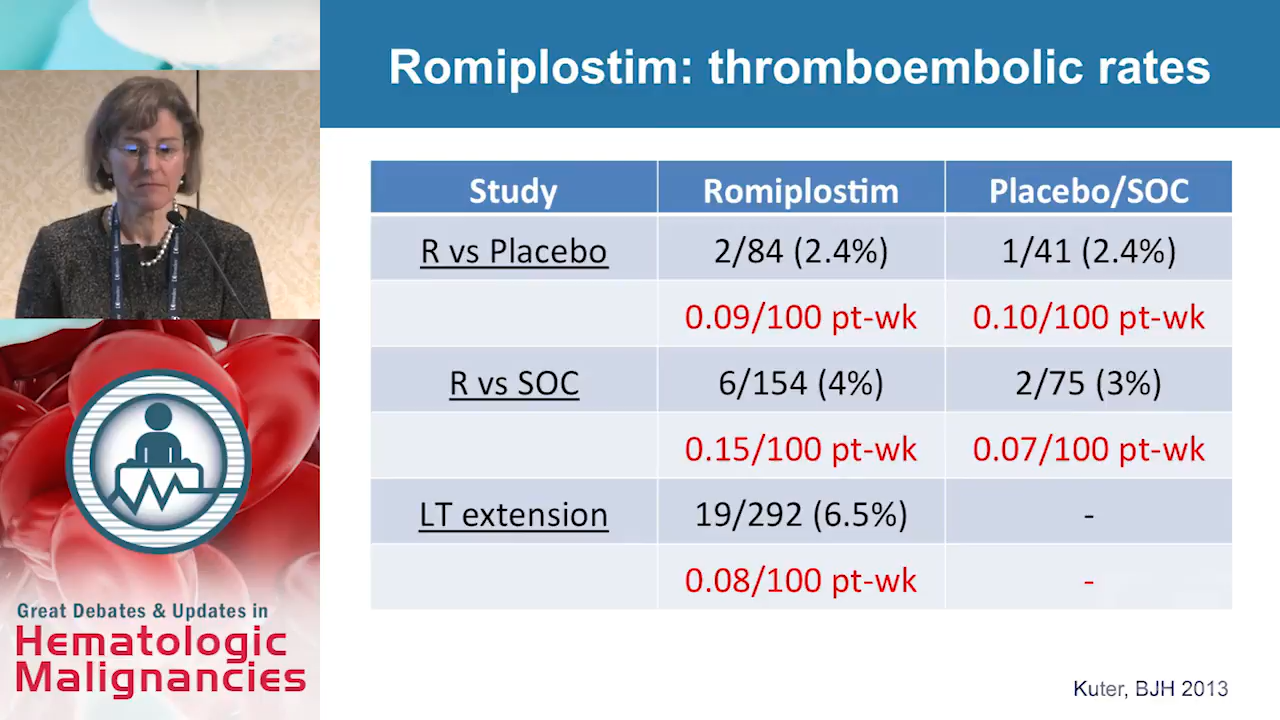 Romiplostim: thromboembolic rates
Study Romiplostim Placebo/SOC
R vs Placebo 2/84 (2.4%) 1/41 (2.4%)
0.09/100 pt-wk 0.10/100 pt-wk
R vs SOC 6/154 (4%) 2/75 (3%)
0.15/100 pt-wk 0.07/100 pt-wk
LT extension 19/292 (6.5%) -
0.08/100 pt-wk -
Kuter, BJH 2013
Great Debates & Updates in
Hematologic
Malignancies